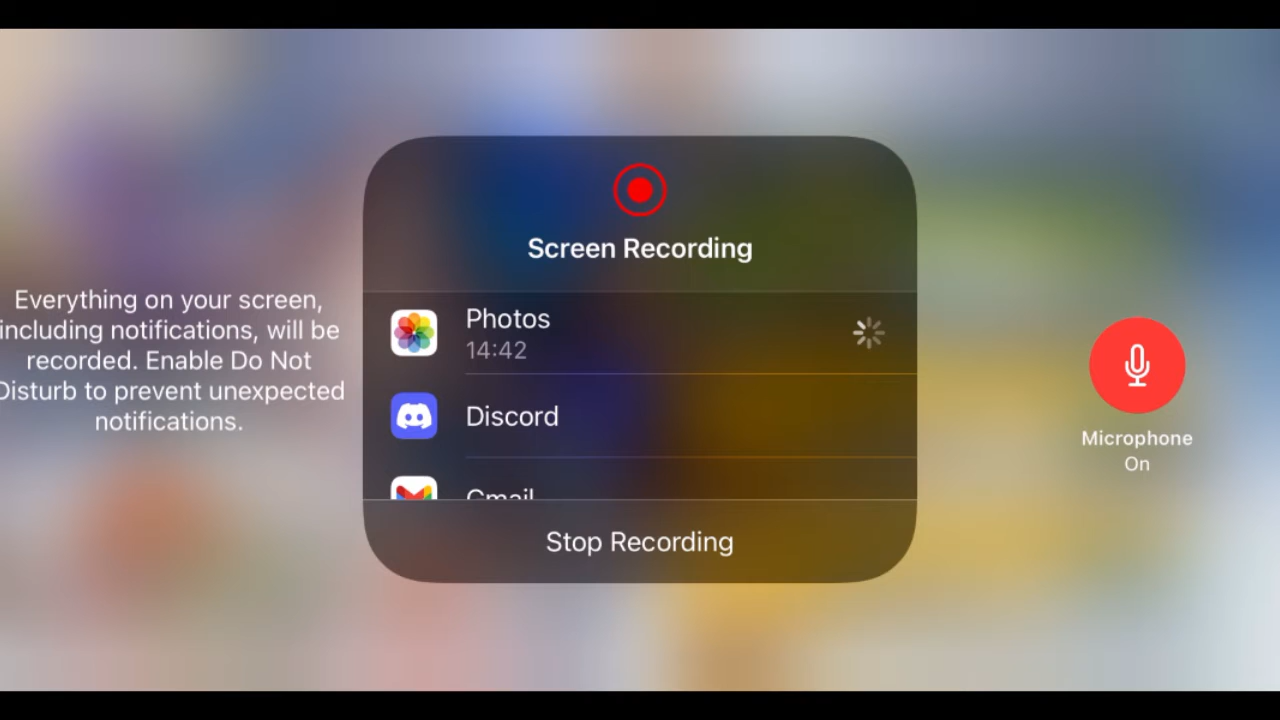 Screen Recording
Everything on your screen,
including notifications, will be
recorded. Enable Do Not
Disturb to prevent unexpected
notifications.
Photos
14:42
Discord
Gmail
Stop Recording
Microphone
On